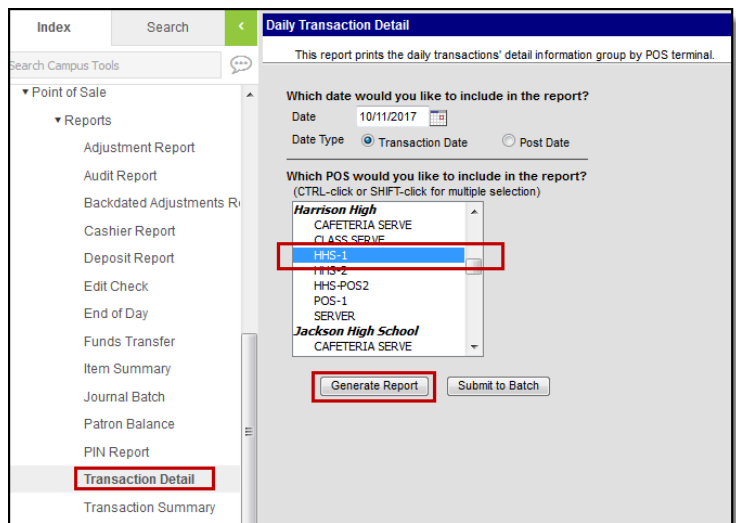 Index
Search
<
Search Campus Tools
Point of Sale
Reports
Adjustment Report
Audit Report
Backdated Adjustments R
Cashier Report
Deposit Report
Edit Check
End of Day
Funds Transfer
Item Summary
Journal Batch
Patron Balance
PIN Report
Transaction Detail
Transaction Summary
Daily Transaction Detail
This report prints the daily transactions' detail information group by POS terminal.
Which date would you like to include in the report?
Date 10/11/2017
Date Type Transaction Date Post Date
Which POS would you like to include in the report?
(CTRL-click or SHIFT-click for multiple selection)
Harrison High
CAFETERIA SERVE
CLASS SERVE
HHS-1
HHS-2
HHS-POS2
POS-1
SERVER
Jackson High School
CAFETERIA SERVE
Generate Report Submit to Batch